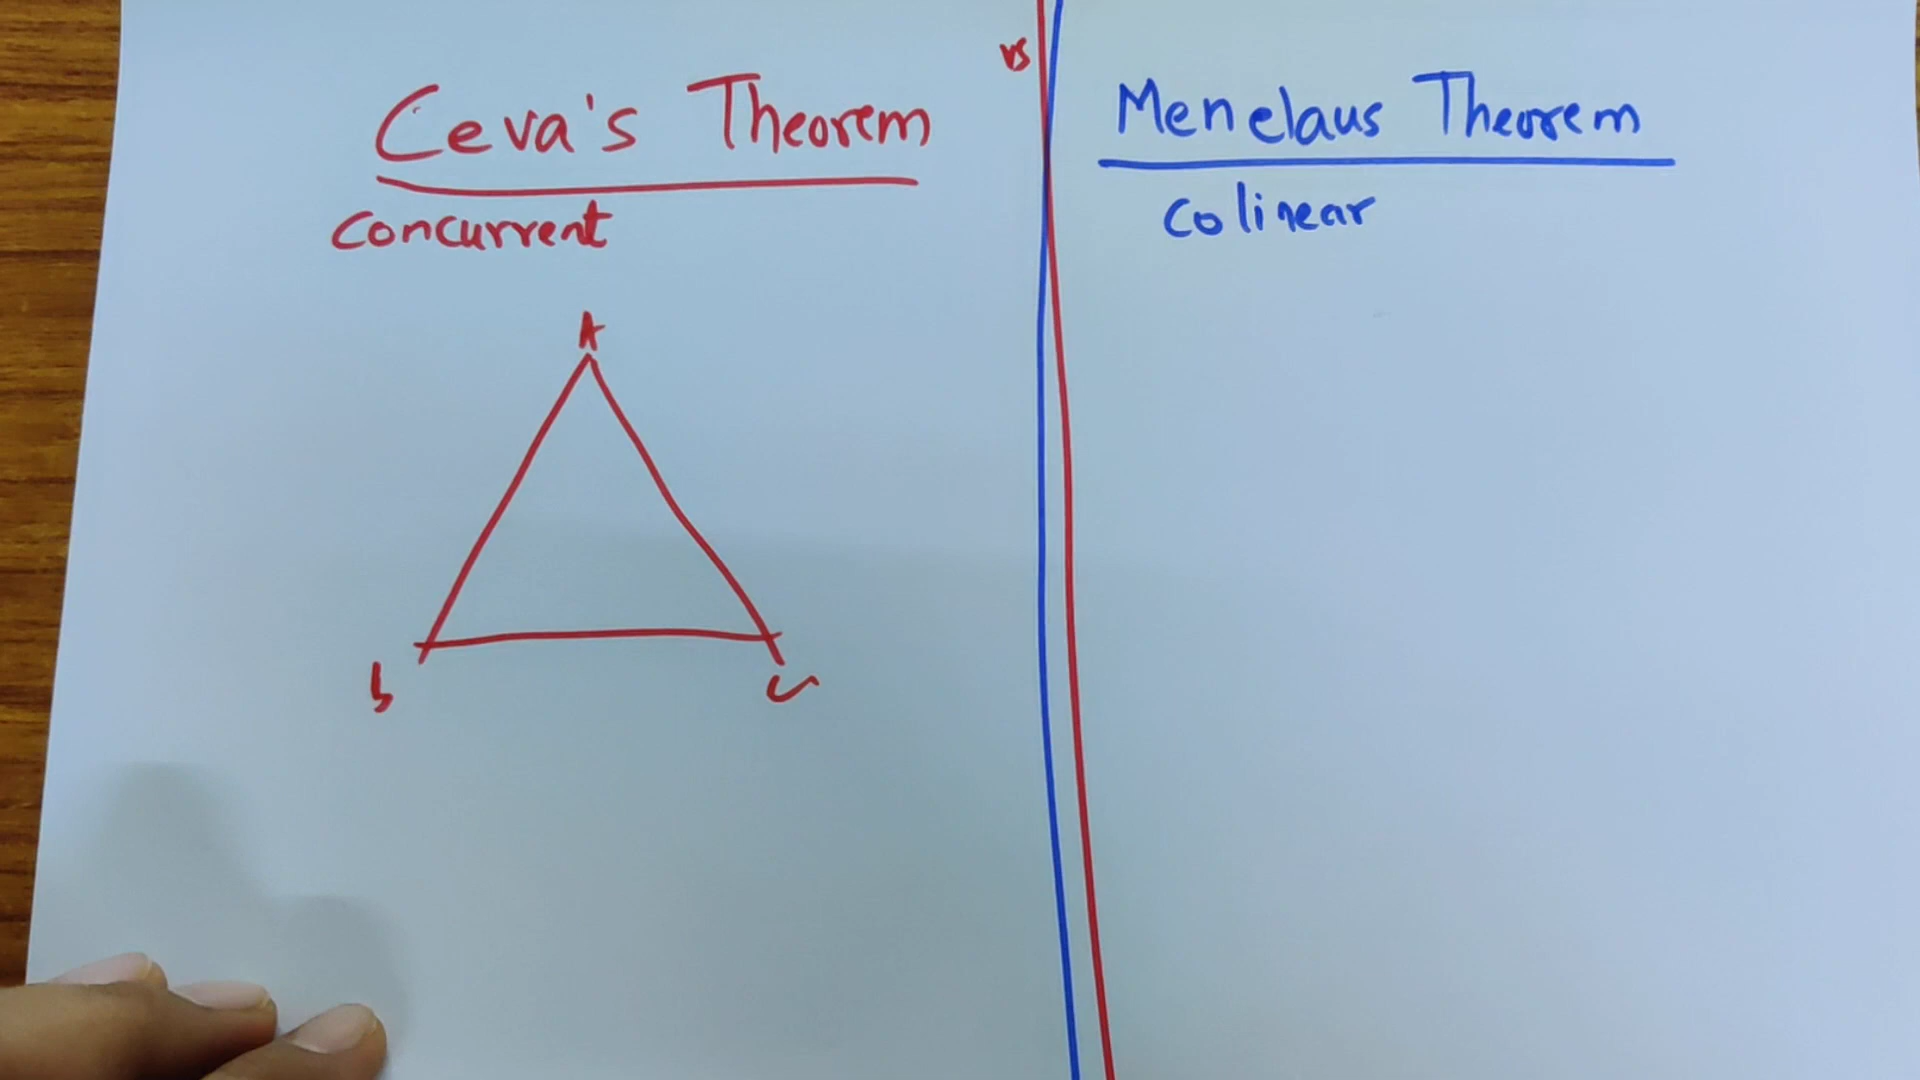 vs
Ceva's Theorem
Concurrent
A
b
C
Menelaus Theorem
Colinear